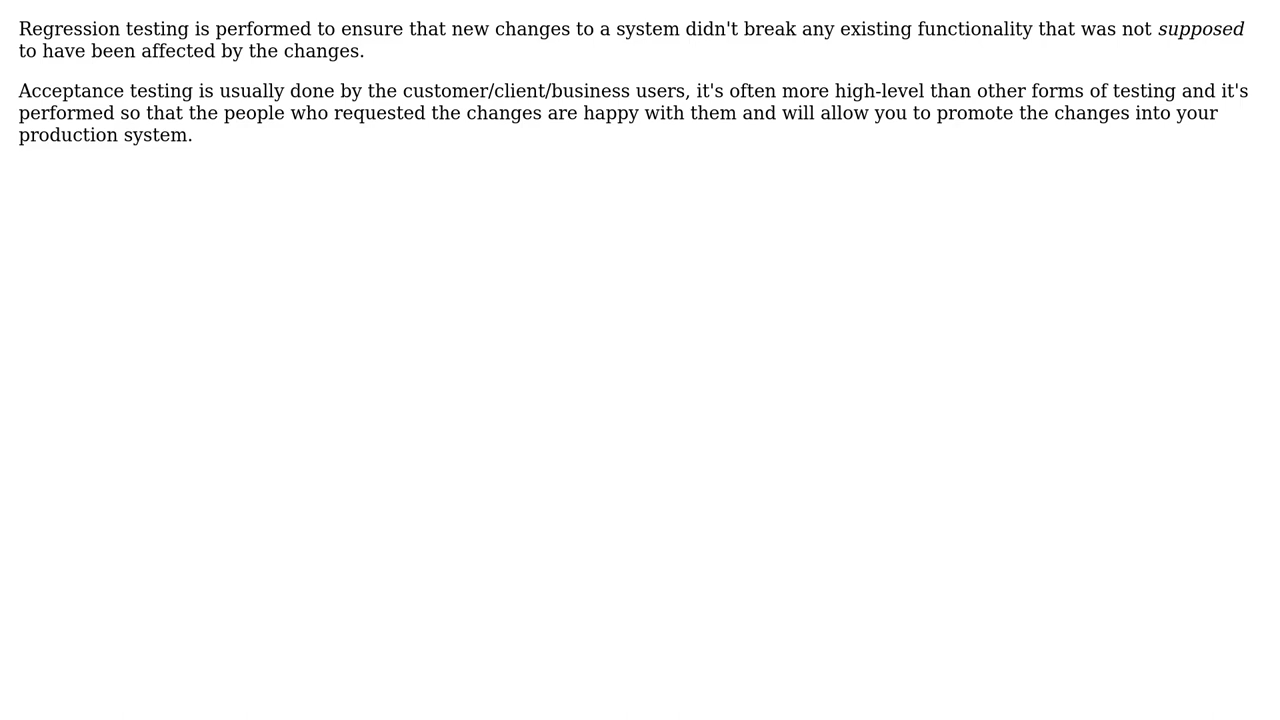 Regression testing is performed to ensure that new changes to a system didn't break any existing functionality that was not supposed
to have been affected by the changes.
Acceptance testing is usually done by the customer/client/business users, it's often more high-level than other forms of testing and it's
performed so that the people who requested the changes are happy with them and will allow you to promote the changes into your
production system.